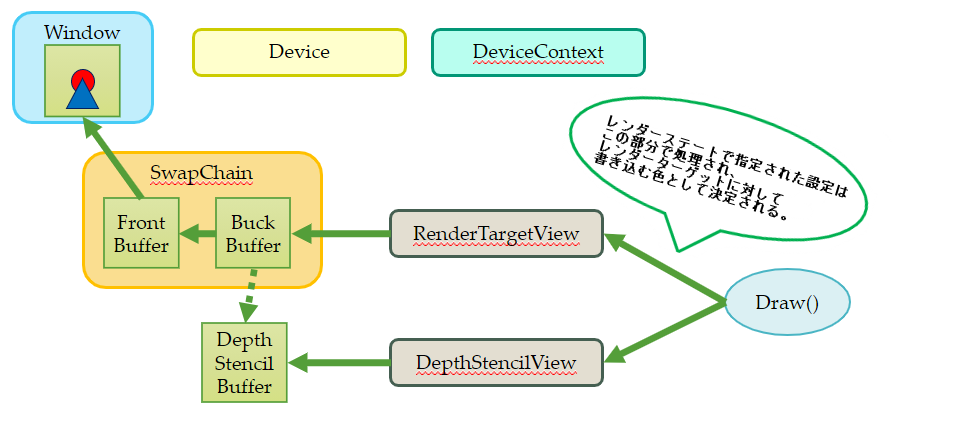 Window
Device
DeviceContext
レンダーステートで指定された設定は
この部分で処理され、
レンダーターゲットに対して
書き込む色として決定される。
SwapChain
Front
Buffer
Buck
Buffer
RenderTargetView
Draw()
Depth
Stencil
Buffer
DepthStencilView